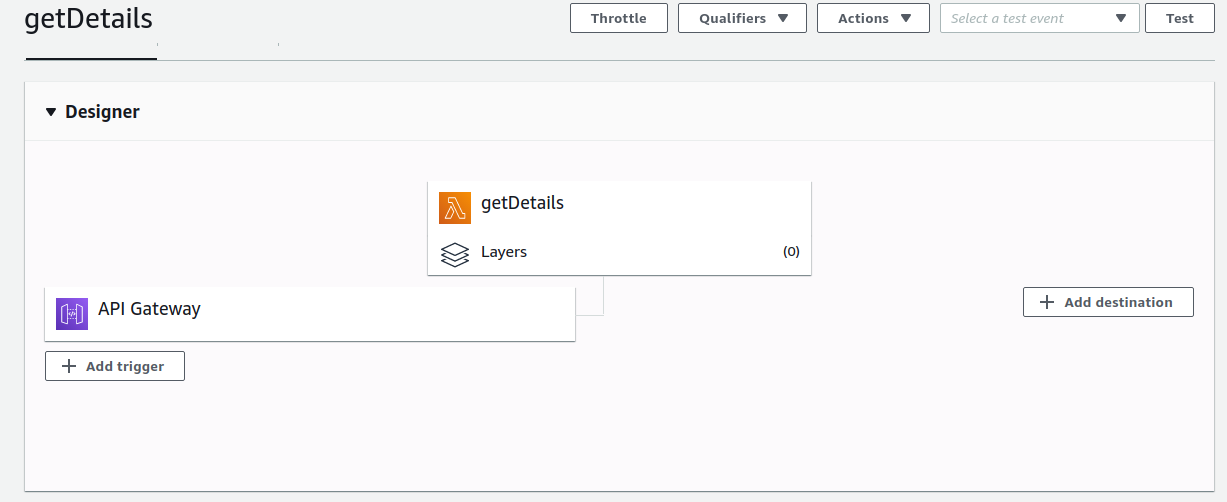 getDetails
Throttle
Qualifiers
Actions
Select a test event
Test
Designer
getDetails
Layers (0)
API Gateway
Add destination
Add trigger